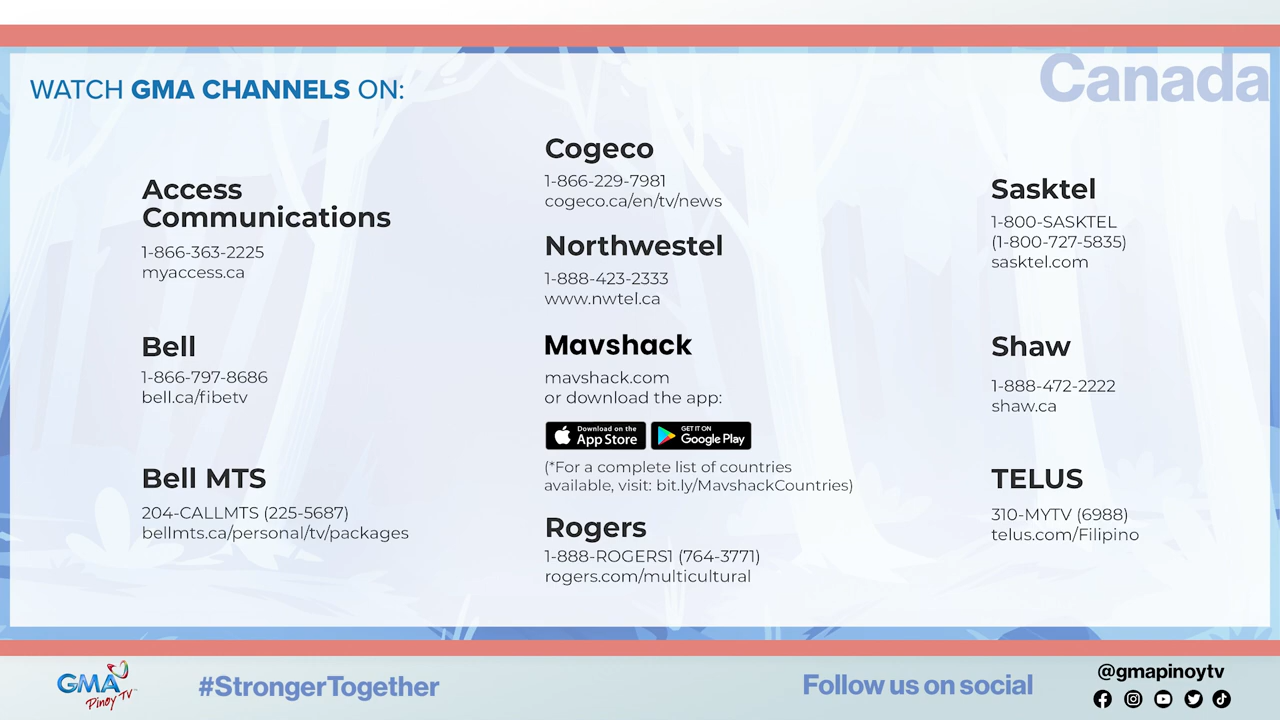 WATCH GMA CHANNELS ON:
Canada
Access
Communications
1-866-363-2225
myaccess.ca
Bell
1-866-797-8686
bell.ca/fibetv
Bell MTS
204-CALLMTS (225-5687)
bellmts.ca/personal/tv/packages
Cogeco
1-866-229-7981
cogeco.ca/en/tv/news
Northwestel
1-888-423-2333
www.nwtel.ca
Mavshack
mavshack.com
or download the app:
Download on the
App Store
GET IT ON
Google Play
(*For a complete list of countries
available, visit: bit.ly/MavshackCountries)
Rogers
1-888-ROGERS1 (764-3771)
rogers.com/multicultural
Sasktel
1-800-SASKTEL
(1-800-727-5835)
sasktel.com
Shaw
1-888-472-2222
shaw.ca
TELUS
310-MYTV (6988)
telus.com/Filipino
GMA
Pinoy TV
#StrongerTogether
Follow us on social
@gmapinoytv